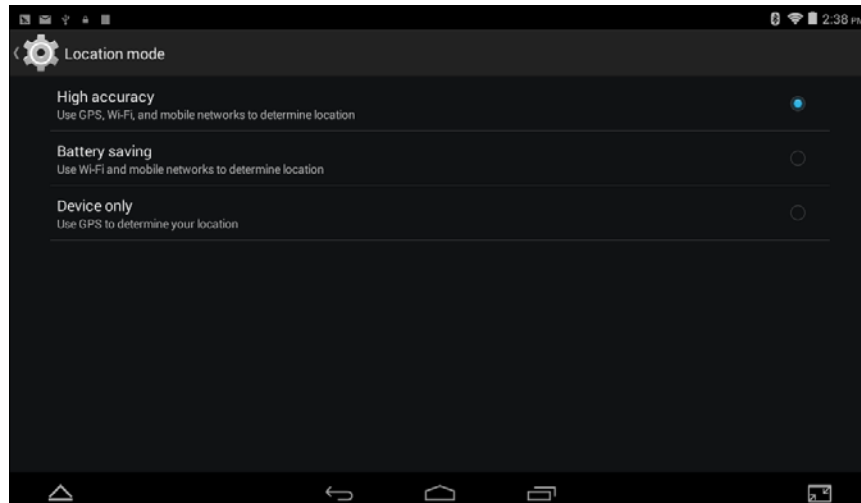 2:38 PM
Location mode
High accuracy
Use GPS, Wi-Fi, and mobile networks to determine location
Battery saving
Use Wi-Fi and mobile networks to determine location
Device only
Use GPS to determine your location